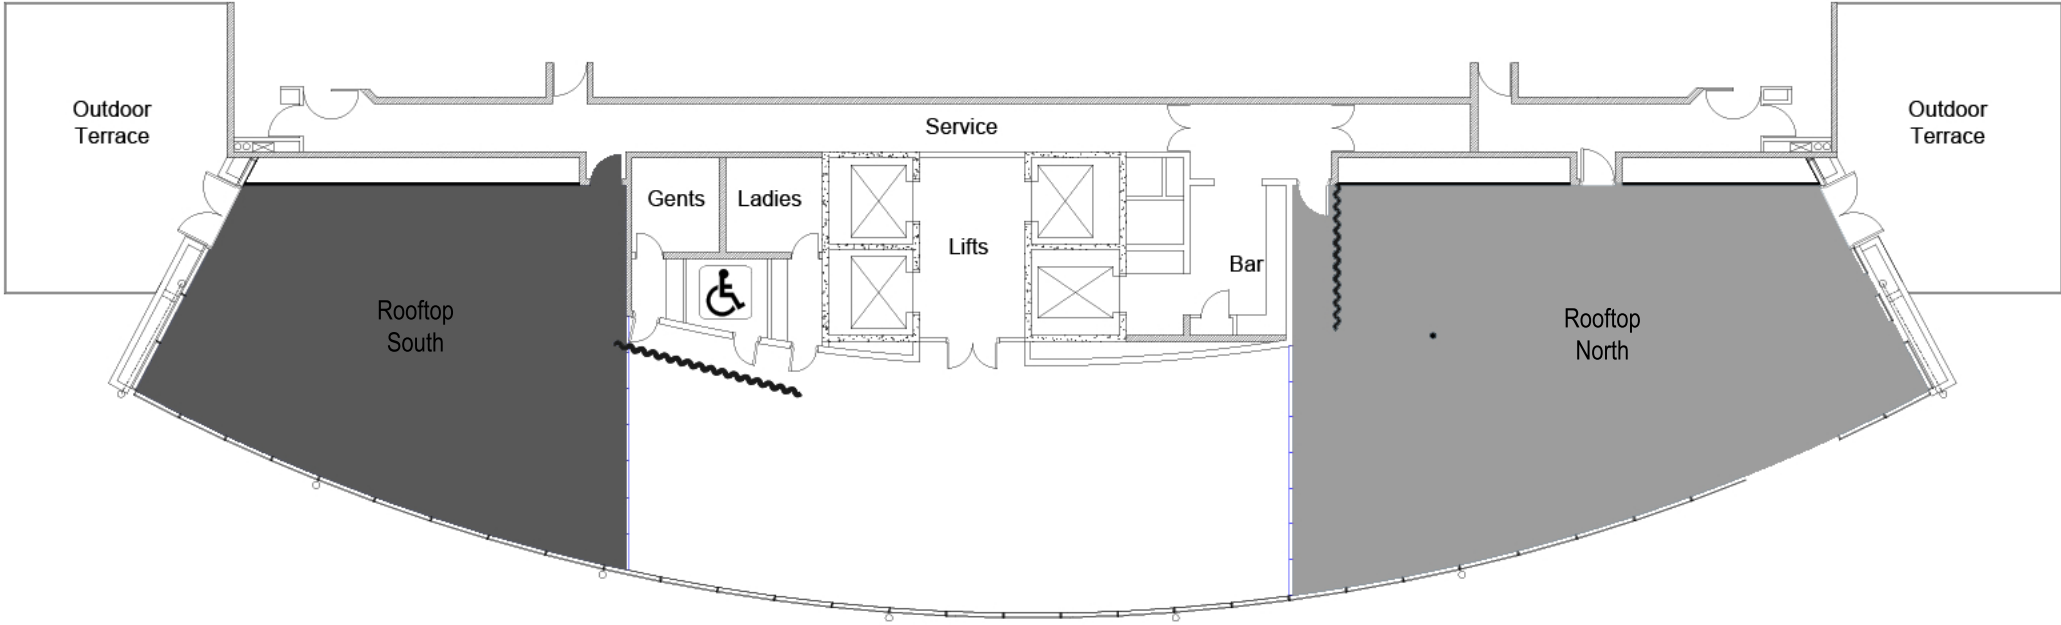 Outdoor
Terrace
Service
Outdoor
Terrace
Gents
Ladies
Lifts
Bar
Rooftop
South
Rooftop
North